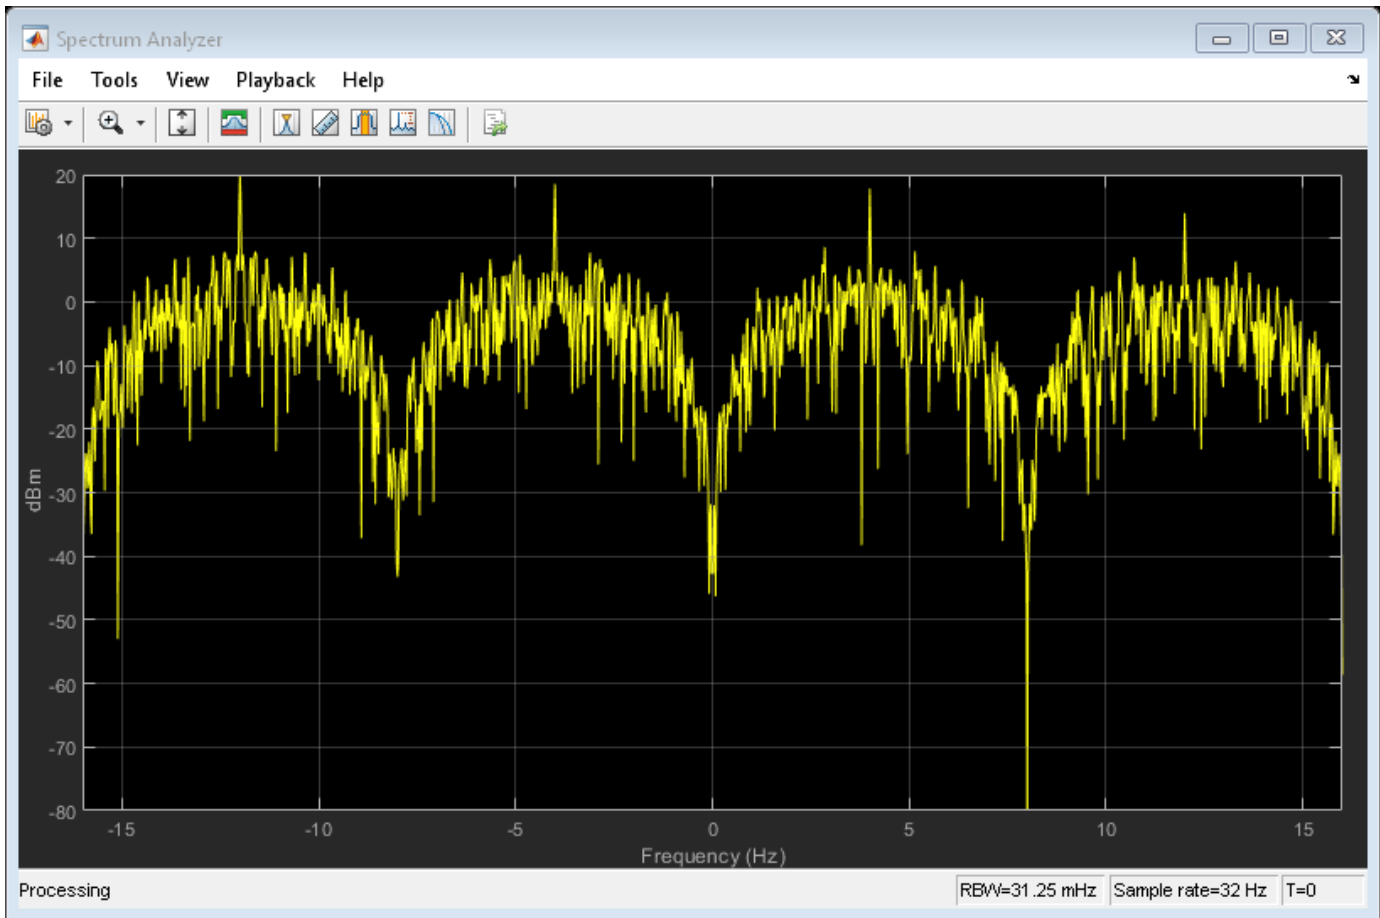 Spectrum Analyzer
File Tools View Playback Help
20
10
0
-10
-20
-30
-40
-50
-60
-70
-80
dBm
-15 -10 -5 0 5 10 15
Frequency (Hz)
Processing RBW=31.25 mHz Sample rate=32 Hz T=0